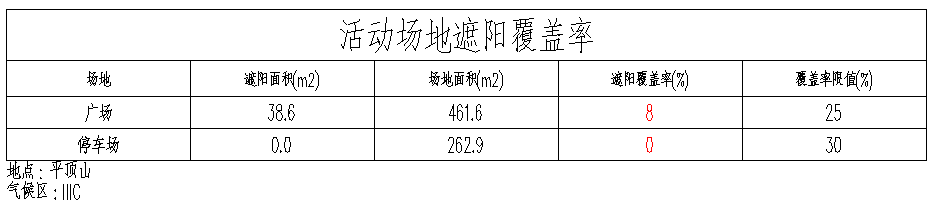 活动场地遮阳覆盖率
场地 遮阳面积(m2) 场地面积(m2) 遮阳覆盖率(%) 覆盖率限值(%)
广场 38.6 461.6 8 25
停车场 0.0 262.9 0 30
地点：平顶山
气候区：IIIC